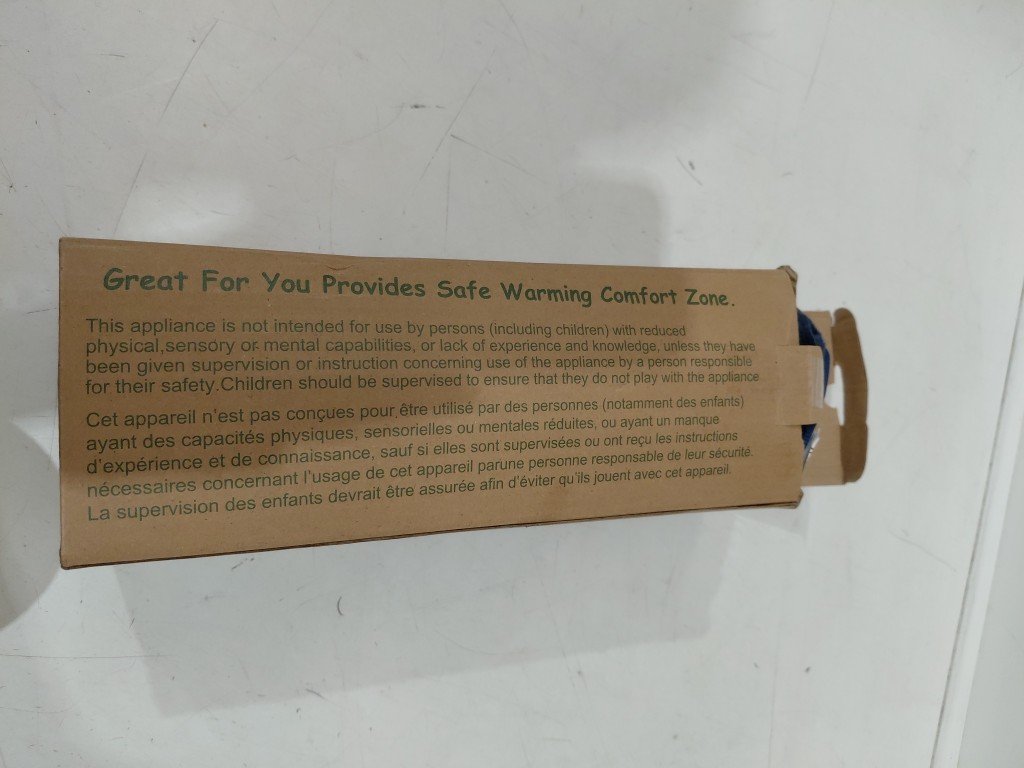 Great For You Provides Safe Warming Comfort Zone.
This appliance is not intended for use by persons (including children) with reduced
physical,sensory or mental capabilities, or lack of experience and knowledge, unless they have
been given supervision or instruction concerning use of the appliance by a person responsible
for their safety.Children should be supervised to ensure that they do not play with the appliance
Cet appareil n'est pas conçues pour être utilisé par des personnes (notamment des enfants)
ayant des capacités physiques, sensorielles ou mentales réduites, ou ayant un manque
d'expérience et de connaissance, sauf si elles sont supervisées ou ont reçu les instructions
nécessaires concernant l'usage de cet appareil parune personne responsable de leur sécurité.
La supervision des enfants devrait être assurée afin d'éviter qu'ils jouent avec cet appareil.